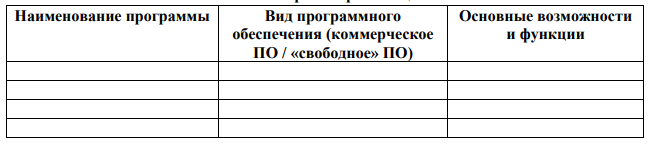 Наименование программы
Вид программного
обеспечения (коммерческое
ПО / «свободное» ПО)
Основные возможности
и функции